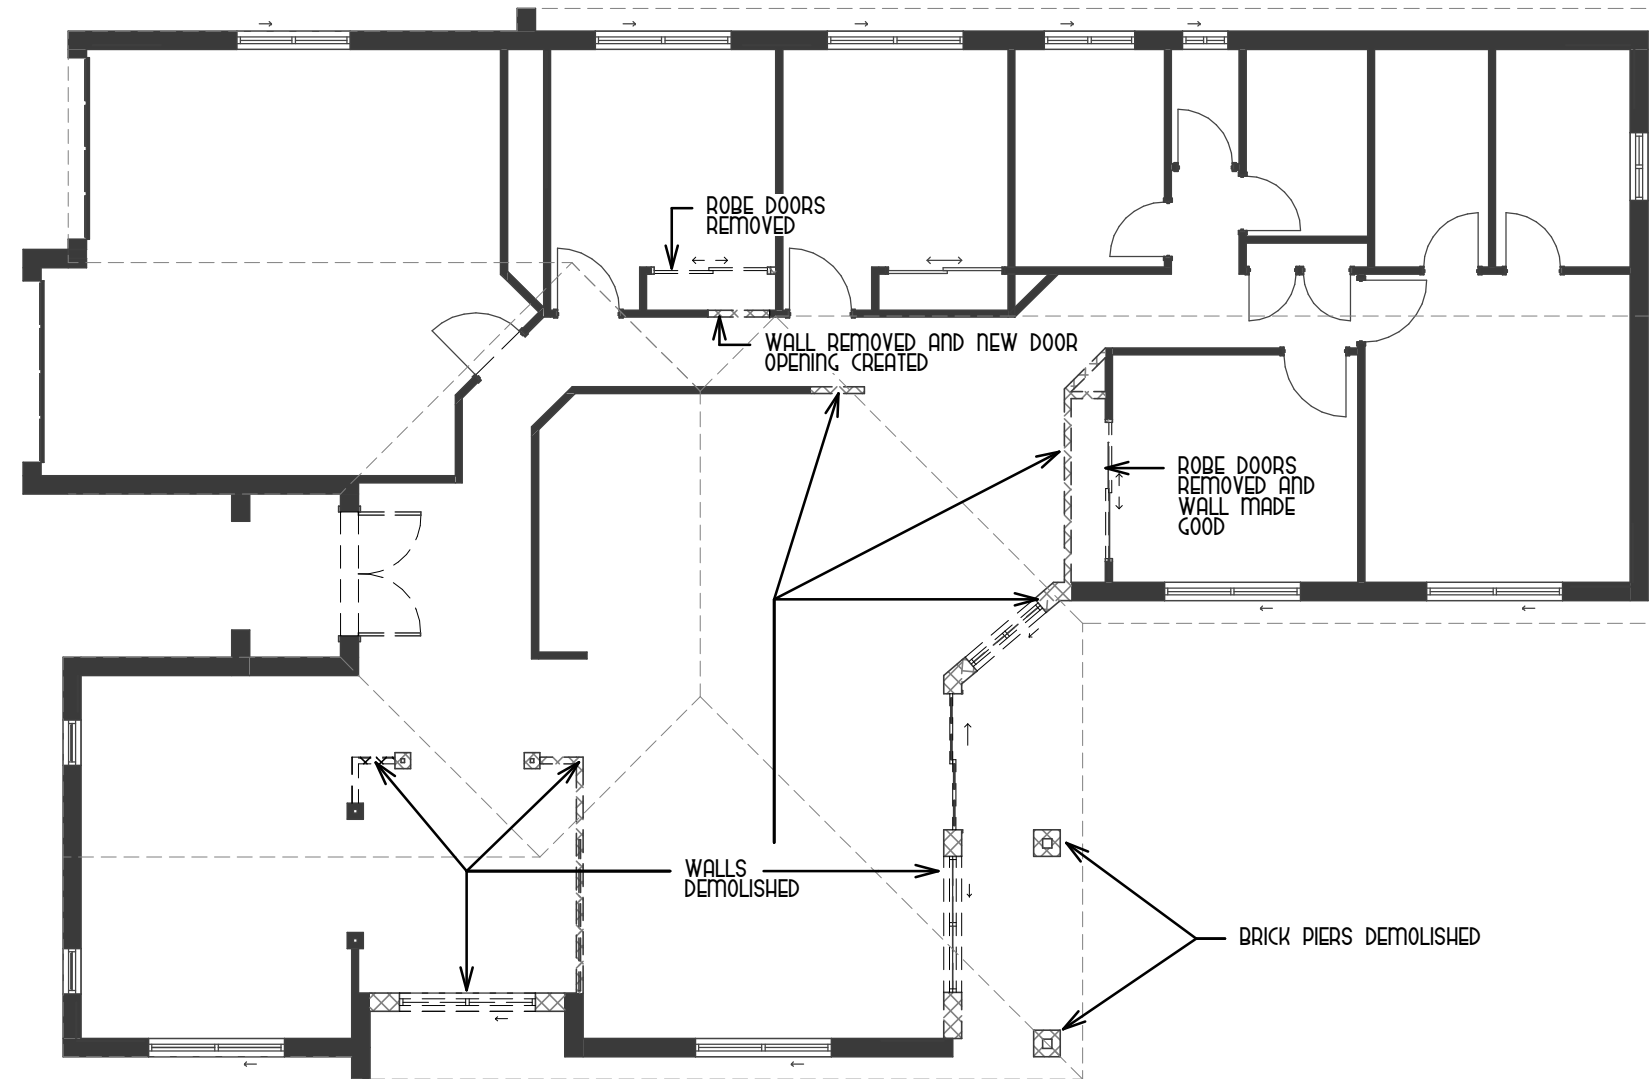 ROBE DOORS
REMOVED
WALL REMOVED AND NEW DOOR
OPENING CREATED
ROBE DOORS
REMOVED AND
WALL MADE
GOOD
WALLS
DEMOLISHED
BRICK PIERS DEMOLISHED